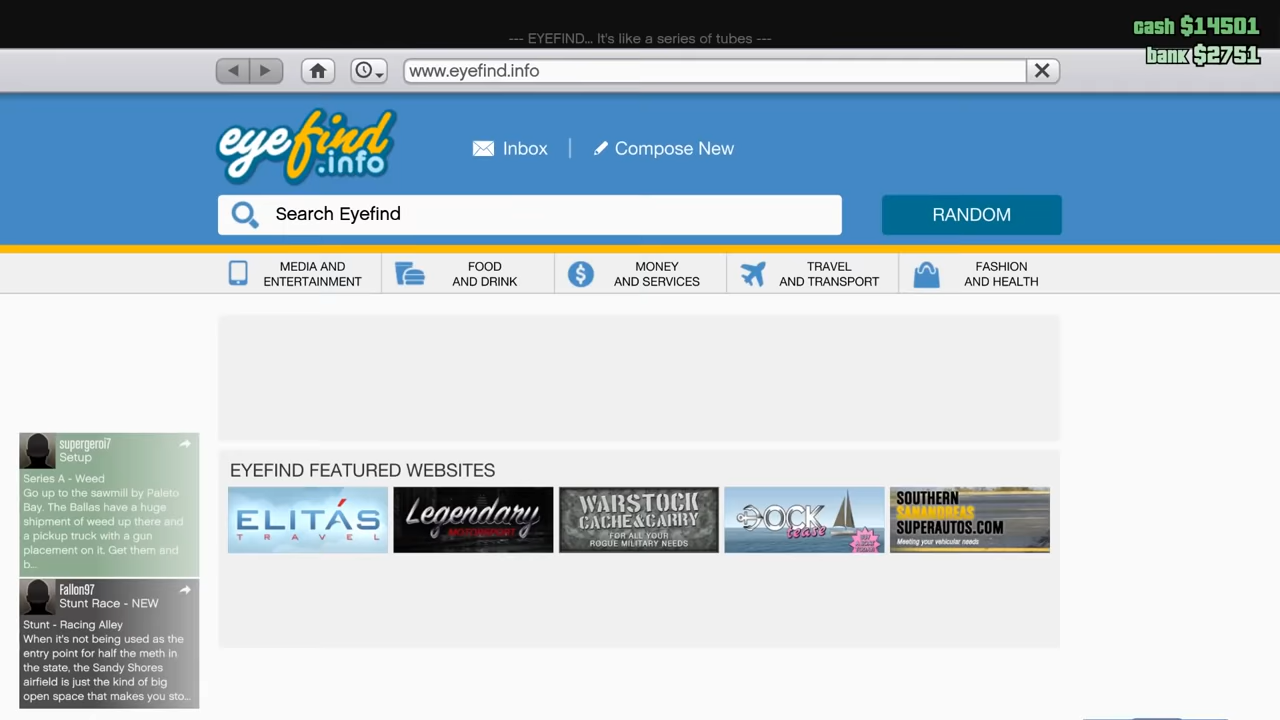 cash $14501
--- EYEFIND... It's like a series of tubes ---
bank $2751
www.eyefind.info
eyefind
.info
Inbox
Compose New
Search Eyefind
RANDOM
MEDIA AND
ENTERTAINMENT
FOOD
AND DRINK
MONEY
AND SERVICES
TRAVEL
AND TRANSPORT
FASHION
AND HEALTH
supergeroi7
Setup
Series A - Weed
Go up to the sawmill by Paleto
Bay. The Ballas have a huge
shipment of weed up there and
a pickup truck with a gun
placement on it. Get them and
b...
Fallon97
Stunt Race - NEW
Stunt - Racing Alley
When it's not being used as the
entry point for half the meth in
the state, the Sandy Shores
airfield is just the kind of big
open space that makes you sto...
EYEFIND FEATURED WEBSITES
ELITÁS
TRAVEL
Legendary
MOTORSPORT
WARSTOCK
CACHE&CARRY
FOR ALL YOUR
ROGUE MILITARY NEEDS
DOCK
tease
SOUTHERN
SANANDREAS
SUPERAUTOS.COM
Meeting your vehicular needs